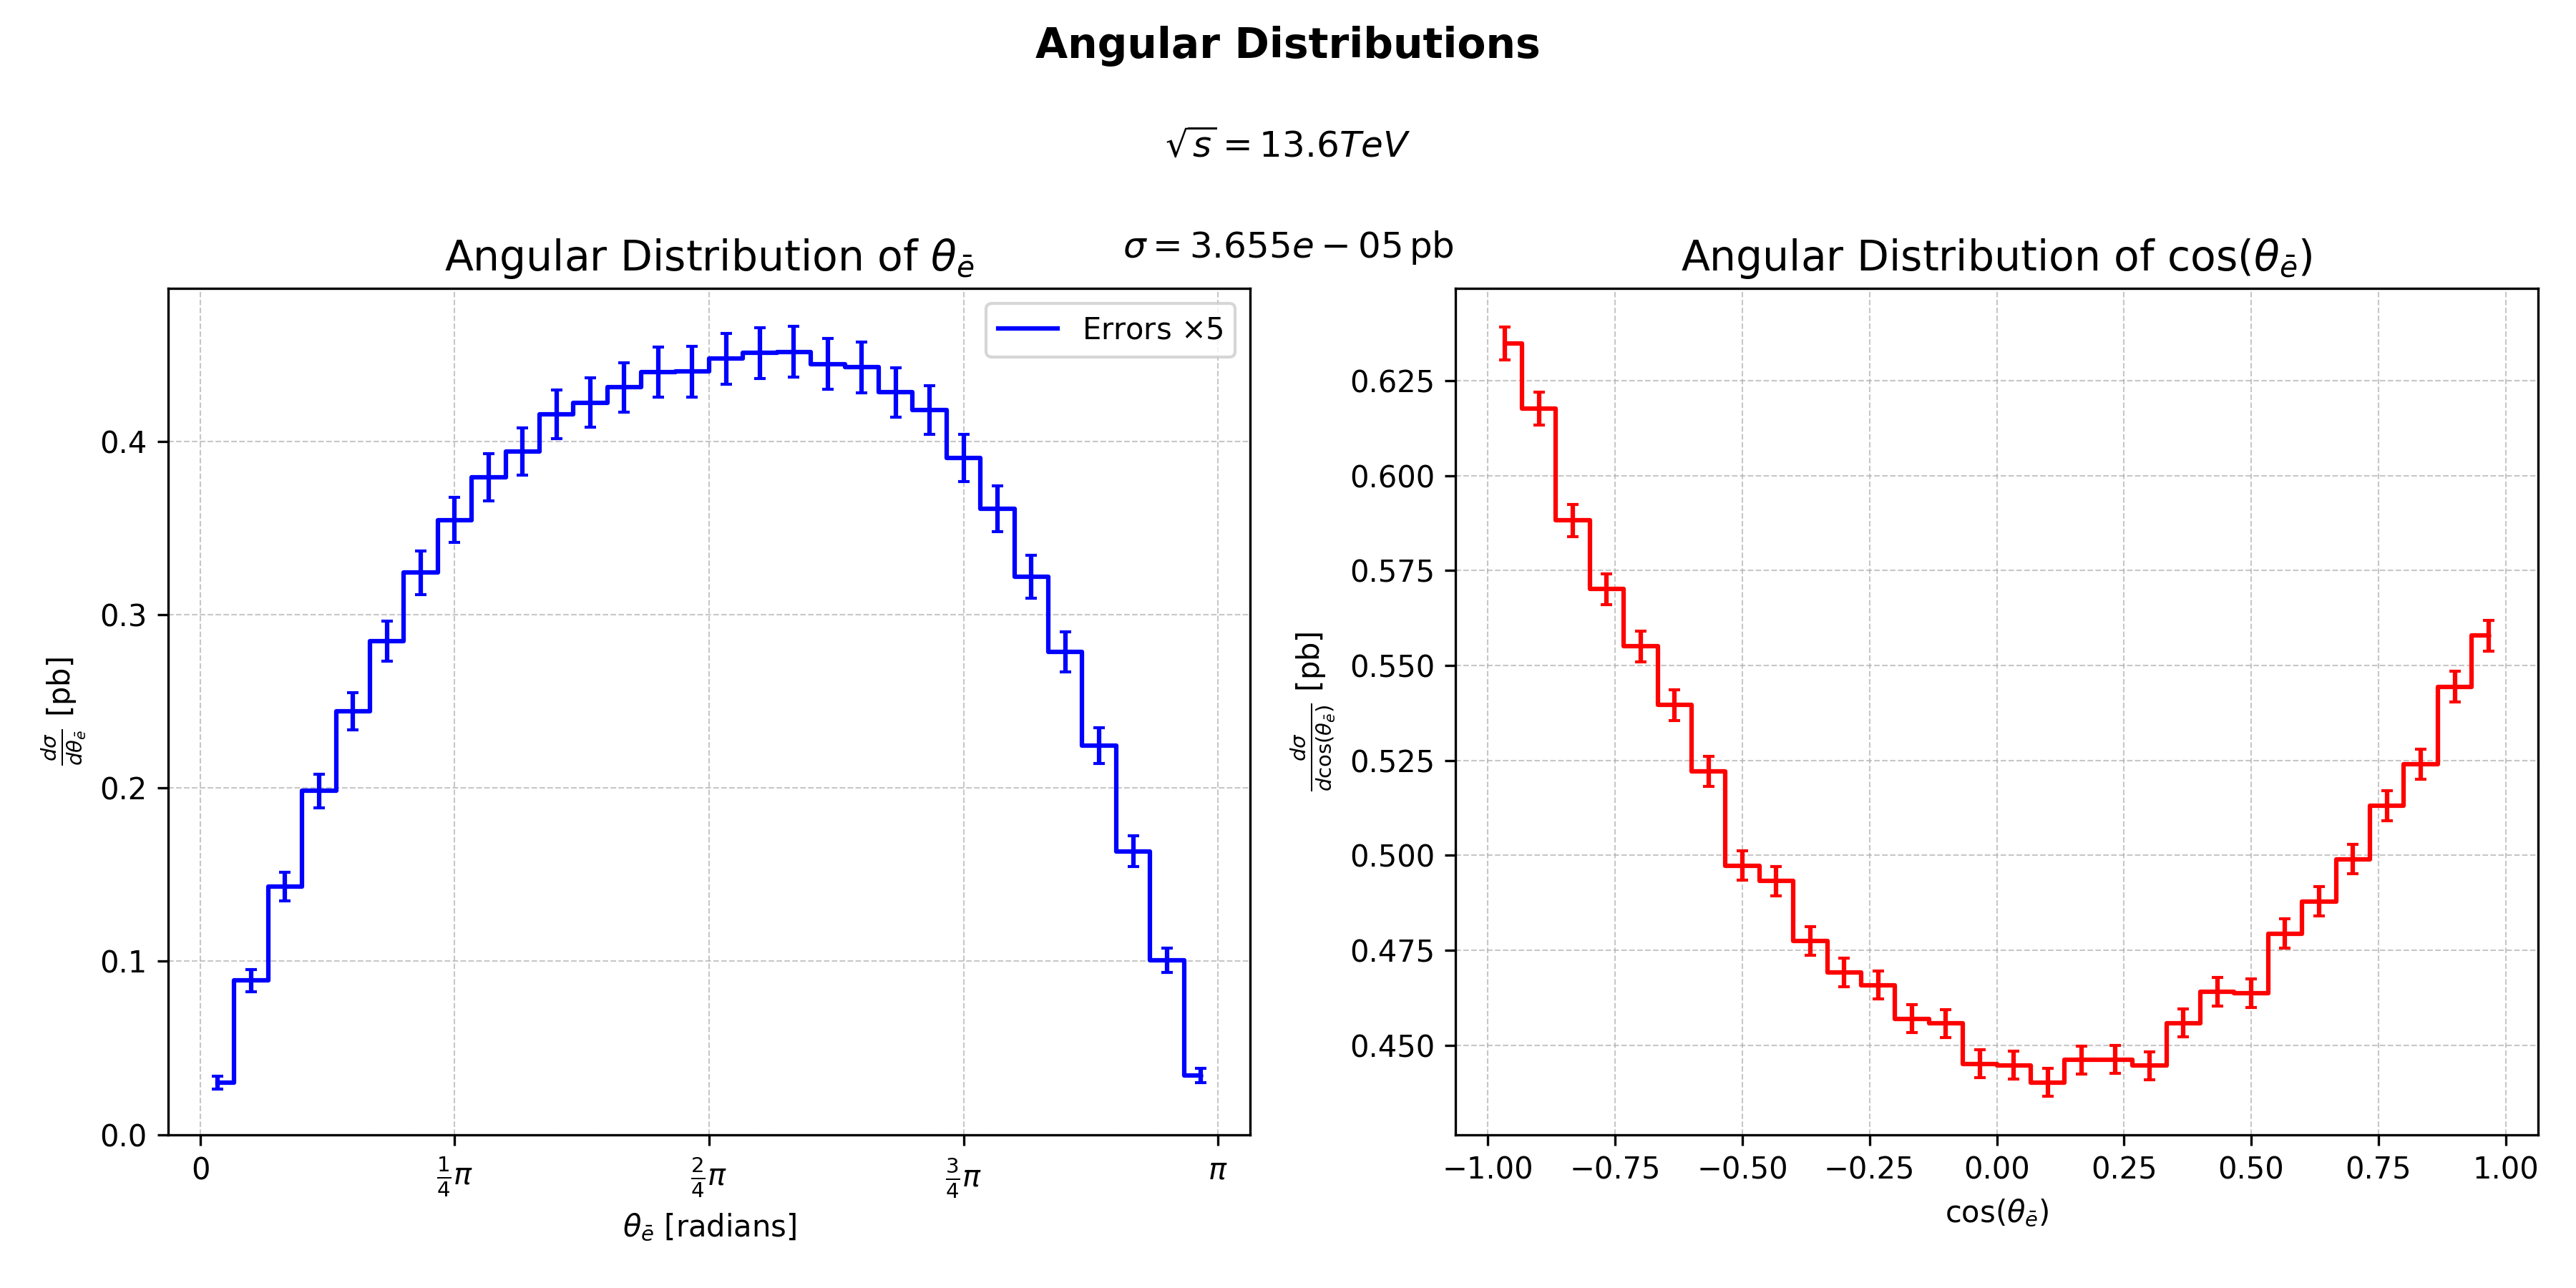 Angular Distributions
√s = 13.6TeV
σ = 3.655e − 05 pb
Angular Distribution of θ_ē
Errors ×5
dσ/dθ_ē [pb]
0.4
0.3
0.2
0.1
0.0
0 1/4π 2/4π 3/4π π
θ_ē [radians]
Angular Distribution of cos(θ_ē)
dσ/dcos(θ_ē) [pb]
0.625
0.600
0.575
0.550
0.525
0.500
0.475
0.450
−1.00 −0.75 −0.50 −0.25 0.00 0.25 0.50 0.75 1.00
cos(θ_ē)